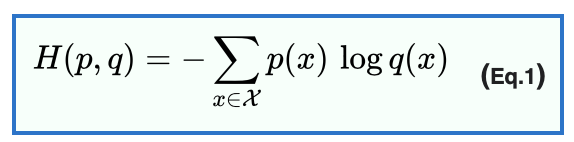 H(p, q) = − ∑_{x∈𝒳} p(x) log q(x) (Eq.1)